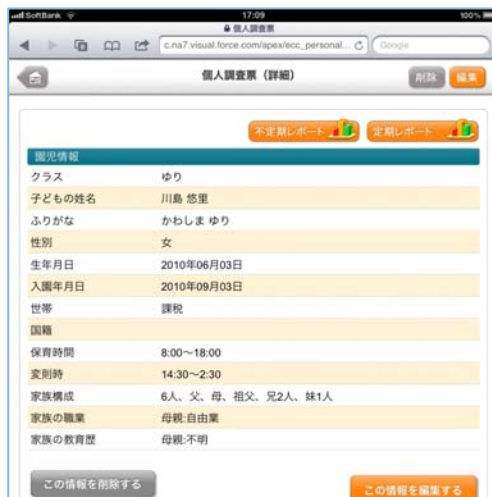 SoftBank 17:09 100%
個人調査票
c.na7.visual.force.com/apex/ecc_personal... Google
個人調査票（詳細） 削除 編集
不定期レポート 定期レポート
園児情報
クラス ゆり
子どもの姓名 川島 悠里
ふりがな かわしま ゆり
性別 女
生年月日 2010年06月03日
入園年月日 2010年09月03日
世帯 課税
国籍
保育時間 8:00～18:00
変則時 14:30～2:30
家族構成 6人、父、母、祖父、兄2人、妹1人
家族の職業 母親:自由業
家族の教育歴 母親:不明
この情報を削除する この情報を編集する